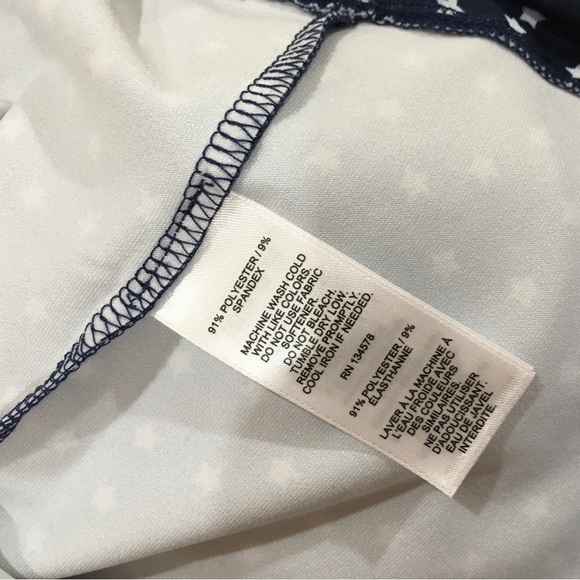 91% POLYESTER / 9%
SPANDEX
MACHINE WASH COLD
WITH LIKE COLORS.
DO NOT USE FABRIC
SOFTENER.
DO NOT BLEACH.
TUMBLE DRY LOW.
REMOVE PROMPTLY.
COOL IRON IF NEEDED.
RN 134578
91% POLYESTER / 9%
ÉLASTHANNE
LAVER À LA MACHINE À
L'EAU FROIDE AVEC
DES COULEURS
SIMILAIRES.
NE PAS UTILISER
D'ADOUCISSANT.
EAU DE JAVEL
INTERDITE.